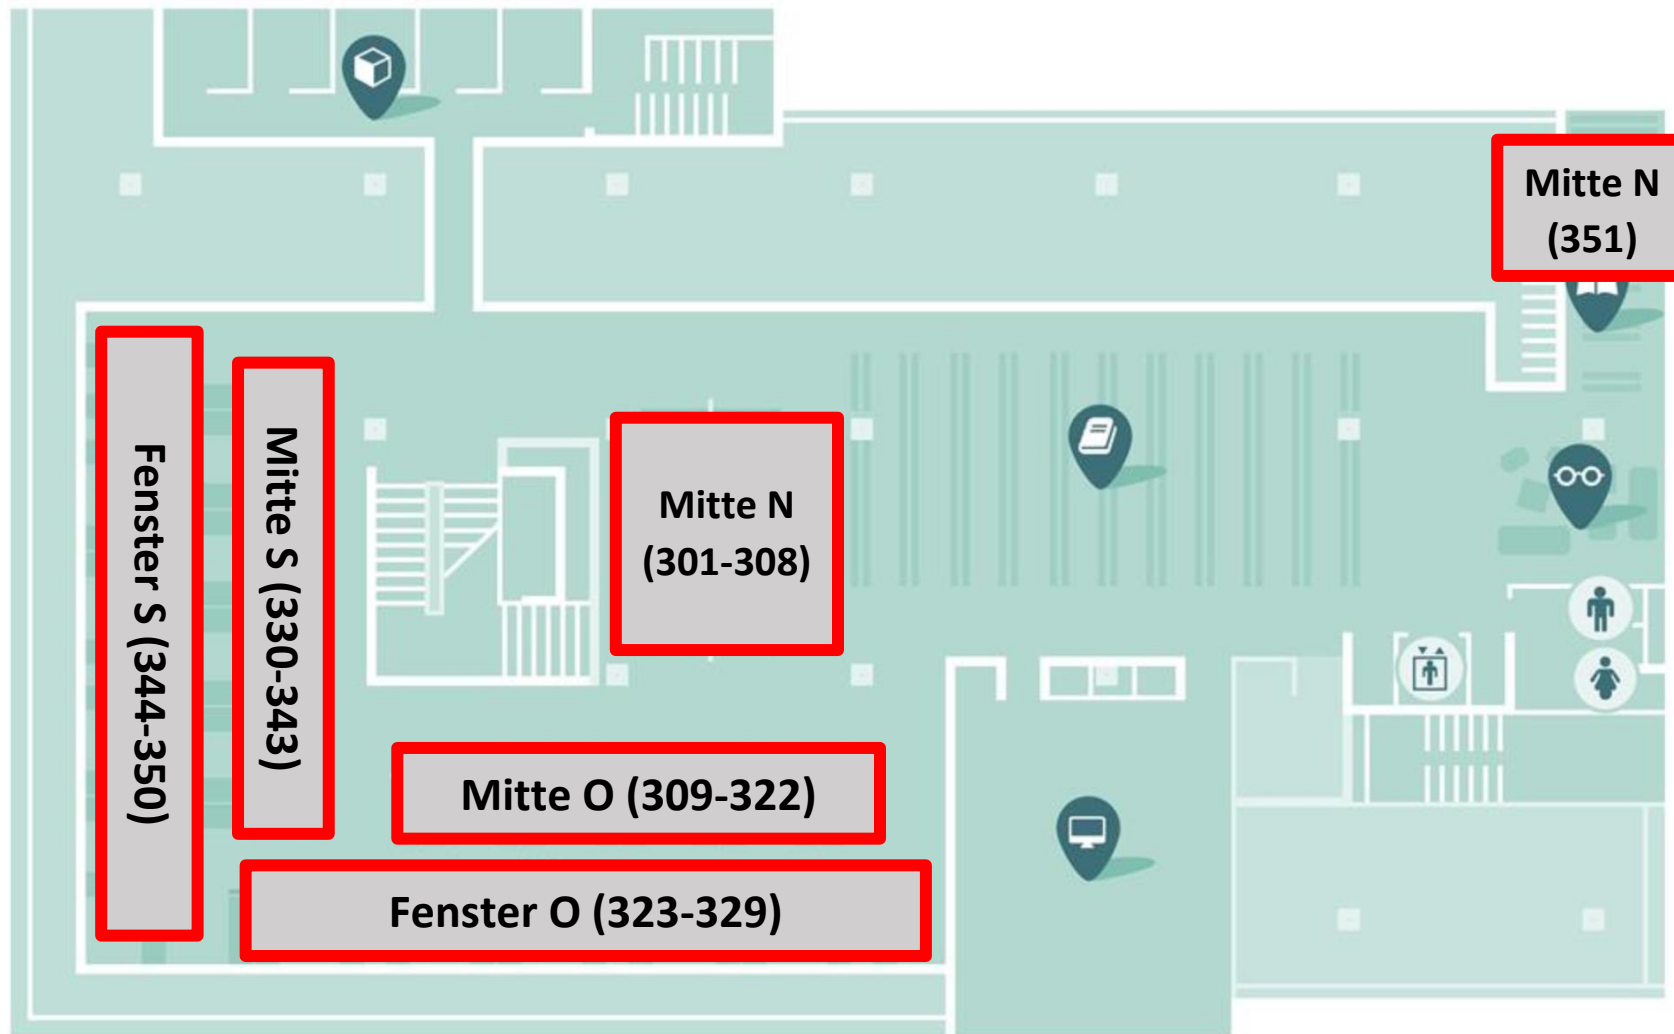 Mitte N
(351)
Fenster S (344-350)
Mitte S (330-343)
Mitte N
(301-308)
Mitte O (309-322)
Fenster O (323-329)